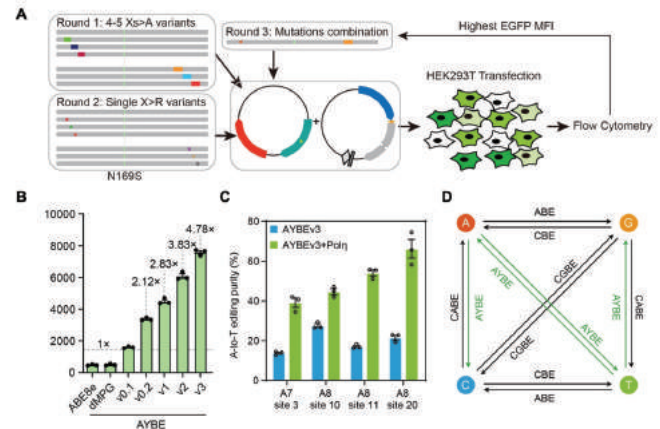 A
Round 1: 4-5 Xs>A variants
Round 3: Mutations combination
Highest EGFP MFI
HEK293T Transfection
Round 2: Single X>R variants
+
Flow Cytometry
N169S
B
10000
8000
6000
4000
2000
0
1×
2.12×
2.83×
3.83×
4.78×
ABE8e
dMPG
v0.1
v0.2
v1
v2
v3
AYBE
C
AYBEv3
AYBEv3+Polη
A-to-T editing purity (%)
80
60
40
20
0
A7 site 3
A8 site 10
A8 site 11
A8 site 20
D
A
ABE
CBE
G
CABE
AYBE
AYBE
CGBE
AYBE
CGBE
AYBE
CABE
C
CBE
ABE
T